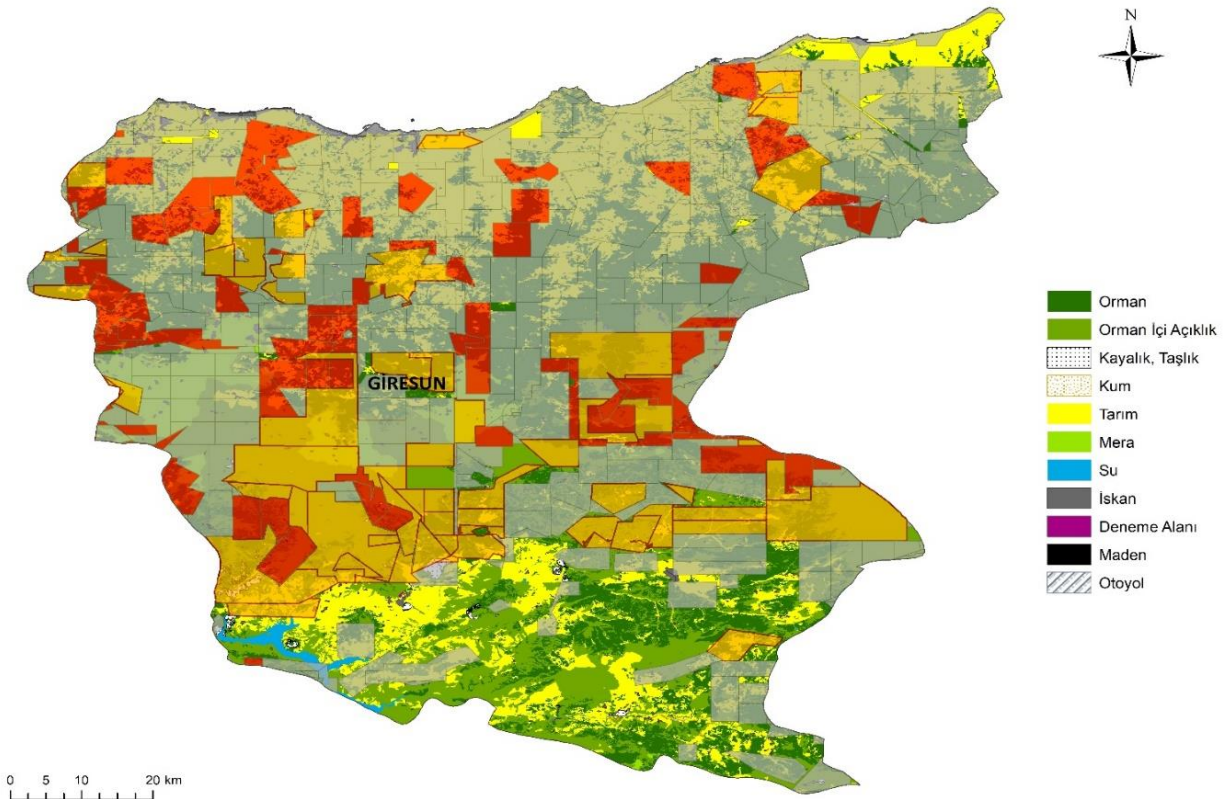 N
GİRESUN
Orman
Orman İçi Açıklık
Kayalık, Taşlık
Kum
Tarım
Mera
Su
İskan
Deneme Alanı
Maden
Otoyol
0 5 10 20 km